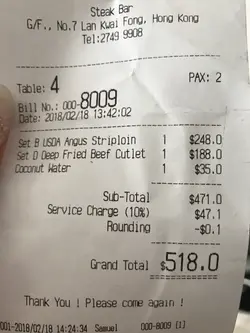 Steak Bar
G/F., No.7 Lan Kwai Fong, Hong Kong
Tel:2749 9908
Table: 4 PAX: 2
Bill No.: 000-8009
Date: 2018/02/18 13:42:02
Set B USDA Angus Striploin 1 $248.0
Set D Deep Fried Beef Cutlet 1 $188.0
Coconut Water 1 $35.0
Sub-Total $471.0
Service Charge (10%) $47.1
Rounding -$0.1
Grand Total $518.0
Thank You ! Please come again !
001-2018/02/18 14:24:34 Samuel 000-8009 [1]